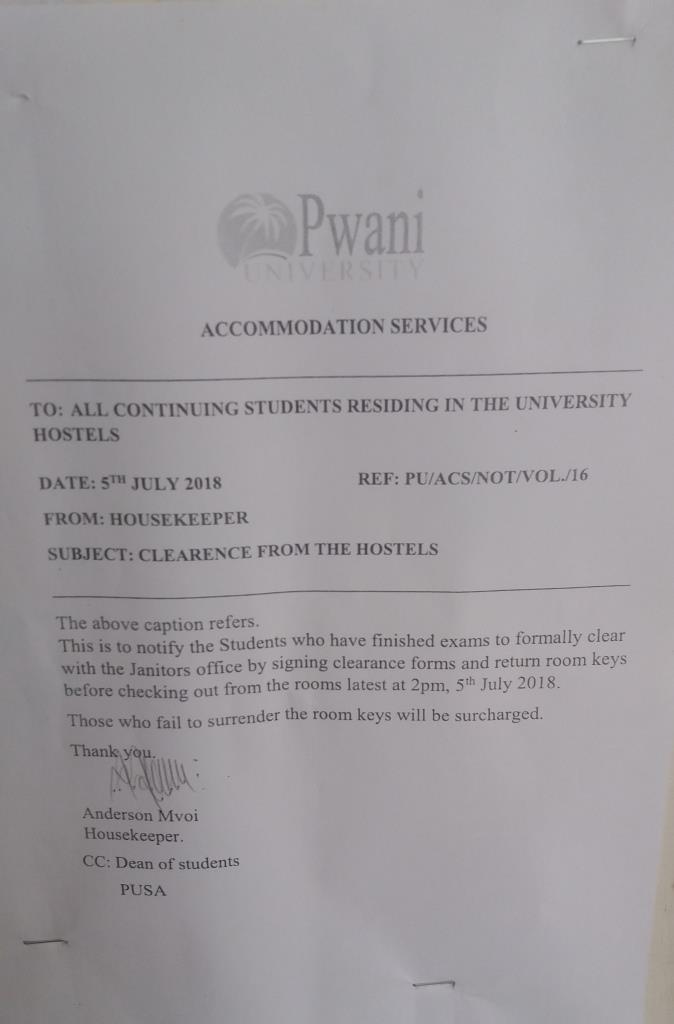 Pwani
UNIVERSITY
ACCOMMODATION SERVICES
TO: ALL CONTINUING STUDENTS RESIDING IN THE UNIVERSITY
HOSTELS
DATE: 5TH JULY 2018 REF: PU/ACS/NOT/VOL./16
FROM: HOUSEKEEPER
SUBJECT: CLEARENCE FROM THE HOSTELS
The above caption refers.
This is to notify the Students who have finished exams to formally clear
with the Janitors office by signing clearance forms and return room keys
before checking out from the rooms latest at 2pm, 5th July 2018.
Those who fail to surrender the room keys will be surcharged.
Thank you.
Anderson Mvoi
Housekeeper.
CC: Dean of students
PUSA